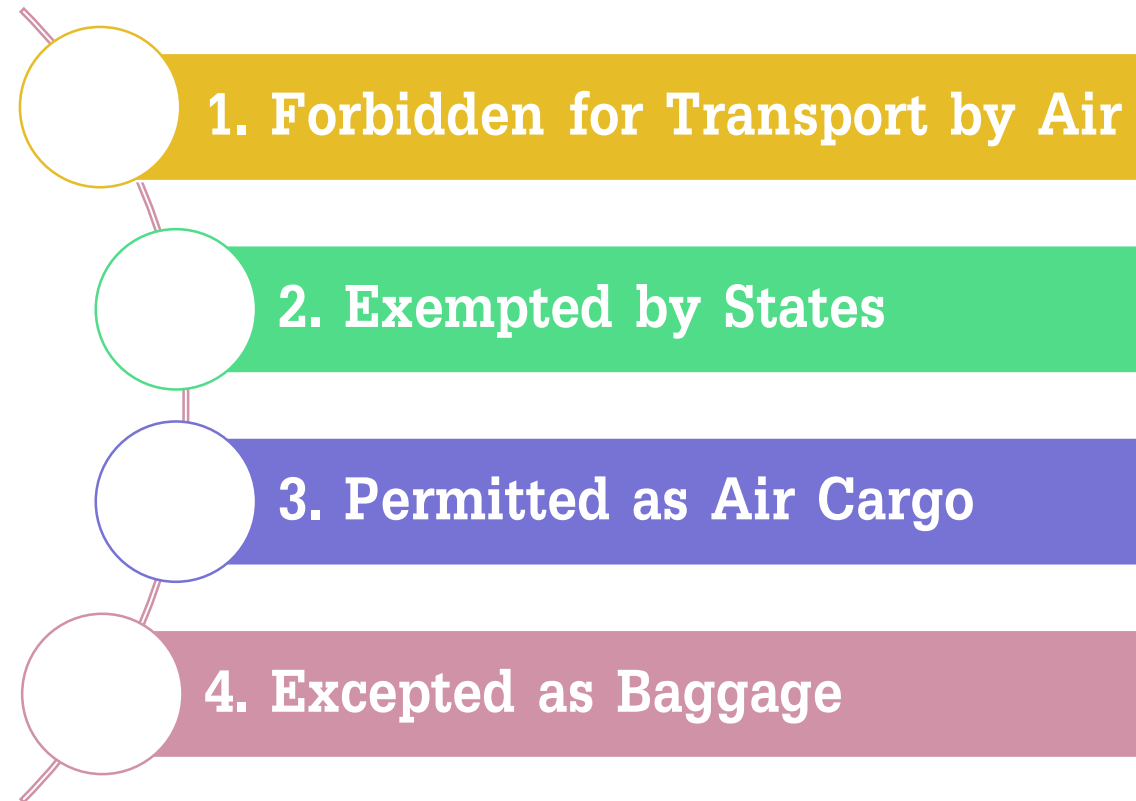 1. Forbidden for Transport by Air
2. Exempted by States
3. Permitted as Air Cargo
4. Excepted as Baggage